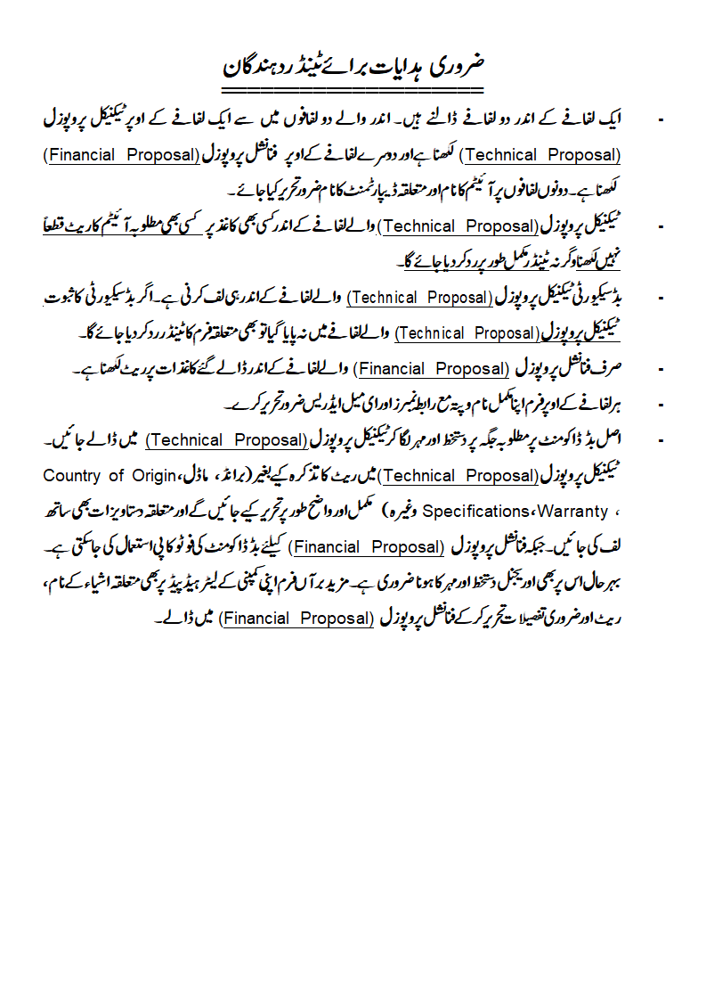 ضروری ہدایات برائے ٹینڈر دہندگان
- ایک لفافے کے اندر دو لفافے ڈالنے ہیں۔ اندر والے دو لفافوں میں سے ایک لفافے کے اوپر ٹیکنیکل پروپوزل
(Technical Proposal) لکھنا ہے اور دوسرے لفافے کے اوپر فنانشل پروپوزل (Financial Proposal)
لکھنا ہے۔ دونوں لفافوں پر آئیٹم کا نام اور متعلقہ ڈیپارٹمنٹ کا نام ضرور تحریر کیا جائے۔
- ٹیکنیکل پروپوزل (Technical Proposal) والے لفافے کے اندر کسی بھی کاغذ پر کسی بھی مطلوبہ آئیٹم کا ریٹ قطعاً
نہیں لکھنا وگرنہ ٹینڈر مکمل طور پر رد کر دیا جائے گا۔
- بڈ سیکیورٹی ٹیکنیکل پروپوزل (Technical Proposal) والے لفافے کے اندر ہی لف کرنی ہے۔ اگر بڈ سیکیورٹی کا ثبوت
ٹیکنیکل پروپوزل (Technical Proposal) والے لفافے میں نہ پایا گیا تو بھی متعلقہ فرم کا ٹینڈر رد کر دیا جائے گا۔
- صرف فنانشل پروپوزل (Financial Proposal) والے لفافے کے اندر ڈالے گئے کاغذات پر ریٹ لکھنا ہے۔
- ہر لفافے کے اوپر فرم اپنا مکمل نام و پتہ مع رابطہ نمبرز اور ای میل ایڈریس ضرور تحریر کرے۔
- اصل بڈ ڈاکومنٹ پر مطلوبہ جگہ پر دستخط اور مہر لگا کر ٹیکنیکل پروپوزل (Technical Proposal) میں ڈالے جائیں۔
ٹیکنیکل پروپوزل (Technical Proposal) میں ریٹ کا تذکرہ کیے بغیر (برانڈ، ماڈل، Country of Origin
، Warranty، Specifications وغیرہ) مکمل اور واضح طور پر تحریر کیے جائیں گے اور متعلقہ دستاویزات بھی ساتھ
لف کی جائیں۔ جبکہ فنانشل پروپوزل (Financial Proposal) کیلئے بڈ ڈاکومنٹ کی فوٹو کاپی استعمال کی جا سکتی ہے۔
بہرحال اس پر بھی اوریجنل دستخط اور مہر کا ہونا ضروری ہے۔ مزید برآں فرم اپنی کمپنی کے لیٹر ہیڈ پیڈ پر بھی متعلقہ اشیاء کے نام،
ریٹ اور ضروری تفصیلات تحریر کر کے فنانشل پروپوزل (Financial Proposal) میں ڈالے۔